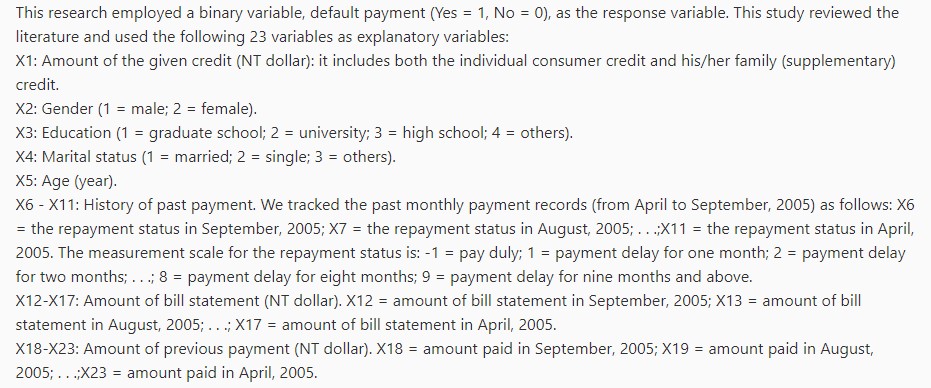 This research employed a binary variable, default payment (Yes = 1, No = 0), as the response variable. This study reviewed the
literature and used the following 23 variables as explanatory variables:
X1: Amount of the given credit (NT dollar): it includes both the individual consumer credit and his/her family (supplementary)
credit.
X2: Gender (1 = male; 2 = female).
X3: Education (1 = graduate school; 2 = university; 3 = high school; 4 = others).
X4: Marital status (1 = married; 2 = single; 3 = others).
X5: Age (year).
X6 - X11: History of past payment. We tracked the past monthly payment records (from April to September, 2005) as follows: X6
= the repayment status in September, 2005; X7 = the repayment status in August, 2005; . . .;X11 = the repayment status in April,
2005. The measurement scale for the repayment status is: -1 = pay duly; 1 = payment delay for one month; 2 = payment delay
for two months; . . .; 8 = payment delay for eight months; 9 = payment delay for nine months and above.
X12-X17: Amount of bill statement (NT dollar). X12 = amount of bill statement in September, 2005; X13 = amount of bill
statement in August, 2005; . . .; X17 = amount of bill statement in April, 2005.
X18-X23: Amount of previous payment (NT dollar). X18 = amount paid in September, 2005; X19 = amount paid in August,
2005; . . .;X23 = amount paid in April, 2005.